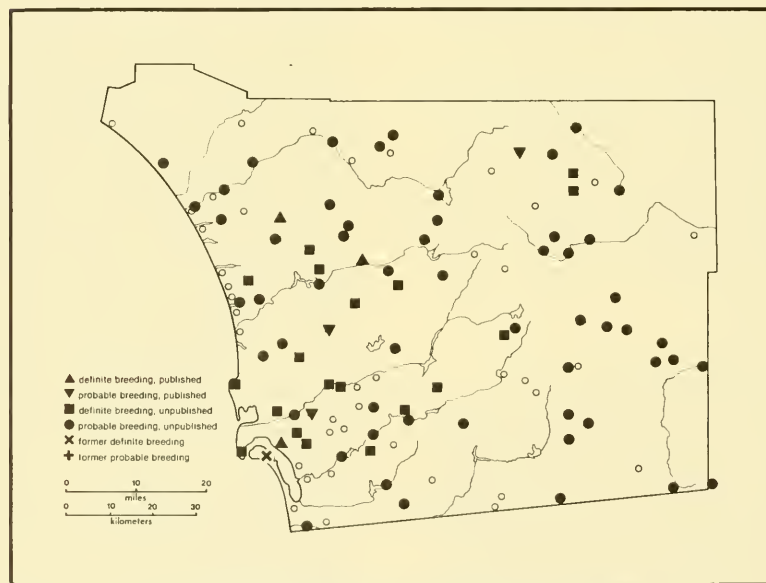 definite breeding, published
probable breeding, published
definite breeding, unpublished
probable breeding, unpublished
former definite breeding
former probable breeding
0 10 20
miles
0 10 20 30
kilometers